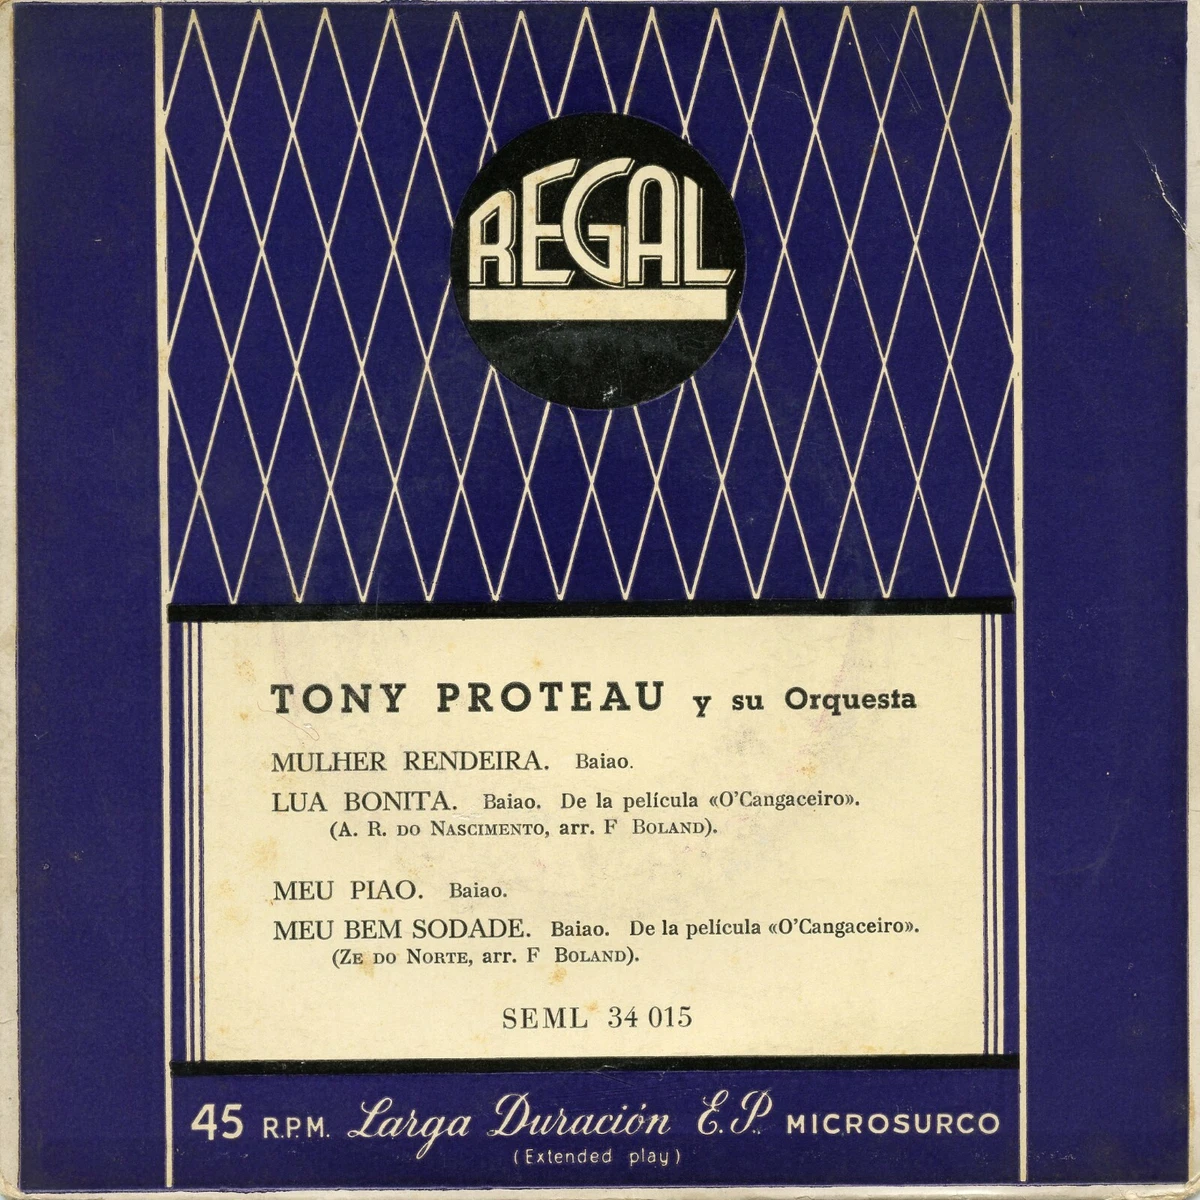 REGAL
TONY PROTEAU y su Orquesta
MULHER RENDEIRA. Baiao.
LUA BONITA. Baiao. De la película «O'Cangaceiro».
(A. R. DO NASCIMENTO, arr. F BOLAND).
MEU PIAO. Baiao.
MEU BEM SODADE. Baiao. De la película «O'Cangaceiro».
(ZE DO NORTE, arr. F BOLAND).
SEML 34 015
45 R.P.M. Larga Duración E.P. MICROSURCO
(Extended play)